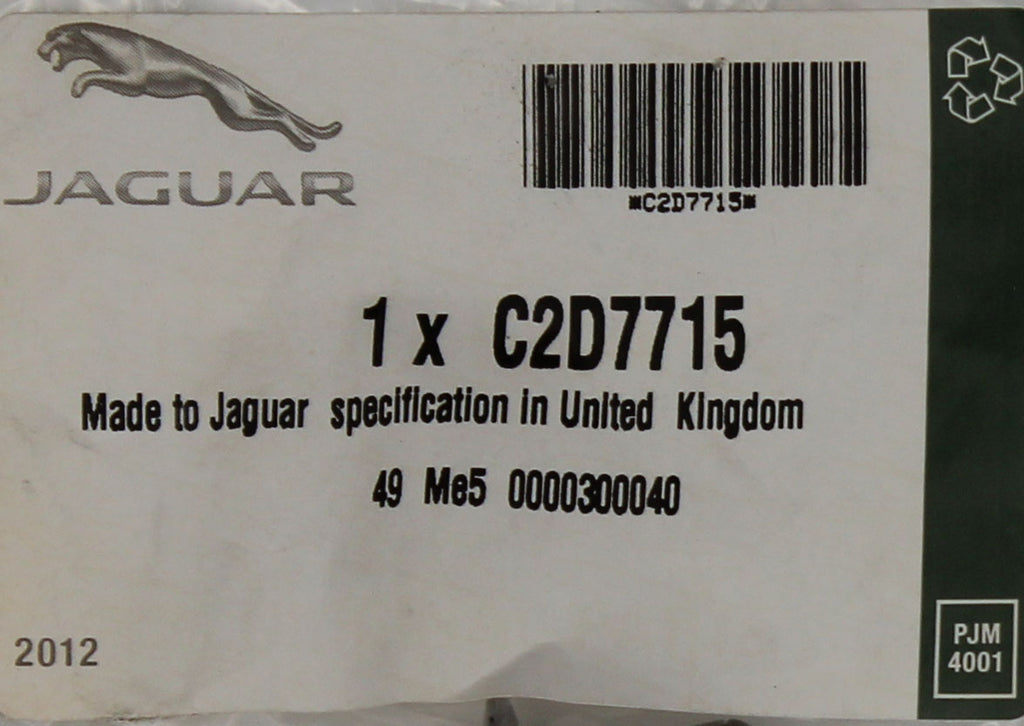 JAGUAR
*C2D7715*
1 x C2D7715
Made to Jaguar specification in United Kingdom
49 Me5 0000300040
2012
PJM
4001